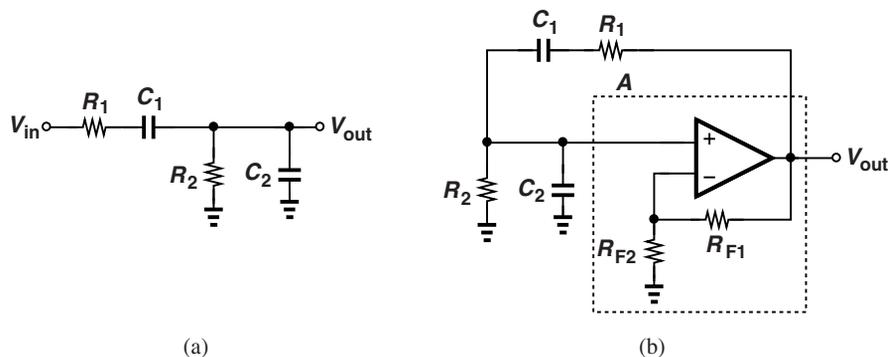 V_in
R_1
C_1
R_2
C_2
V_out
(a)
C_1
R_1
A
+
−
V_out
R_2
C_2
R_F1
R_F2
(b)